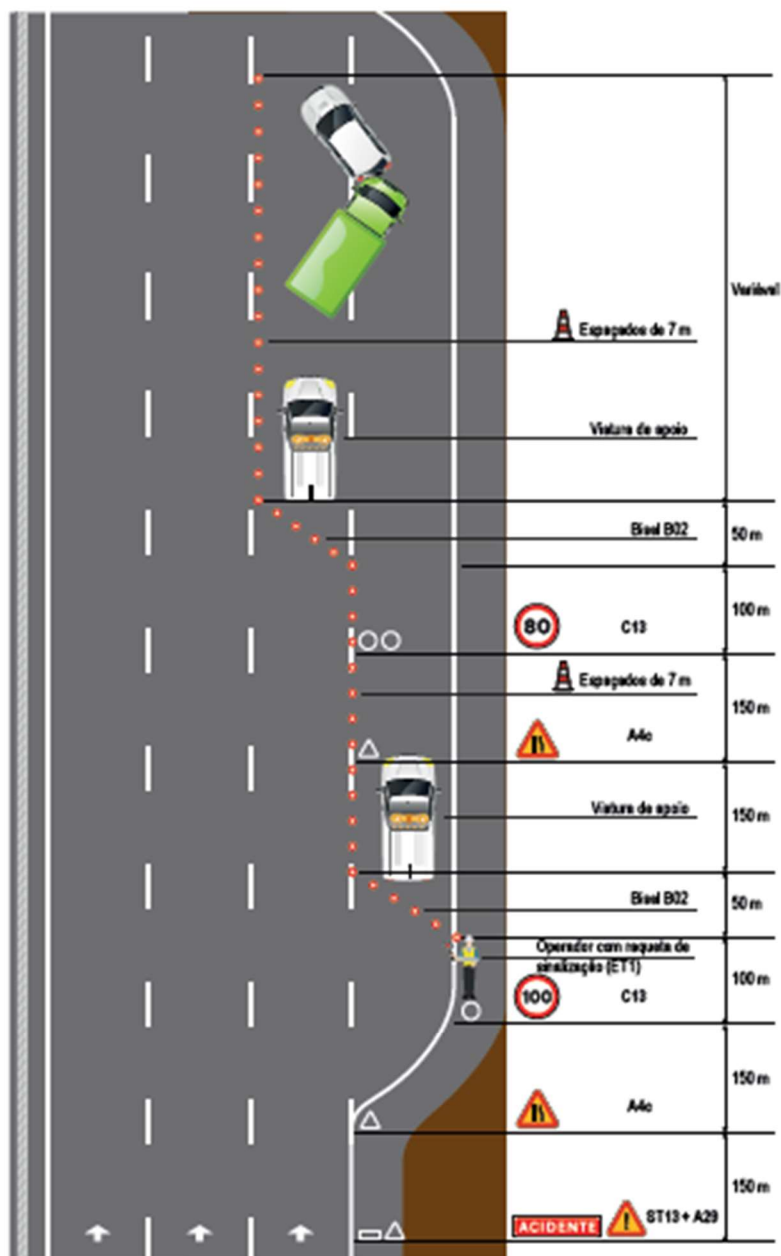 Variável
Espaçados de 7 m
Viatura de apoio
Bisel B02
50 m
100 m
80
C13
Espaçados de 7 m
150 m
A4c
Viatura de apoio
150 m
Bisel B02
50 m
Operador com raqueta de
sinalização (ET1)
100 m
100
C13
150 m
A4c
150 m
ACIDENTE
ST13 + A29